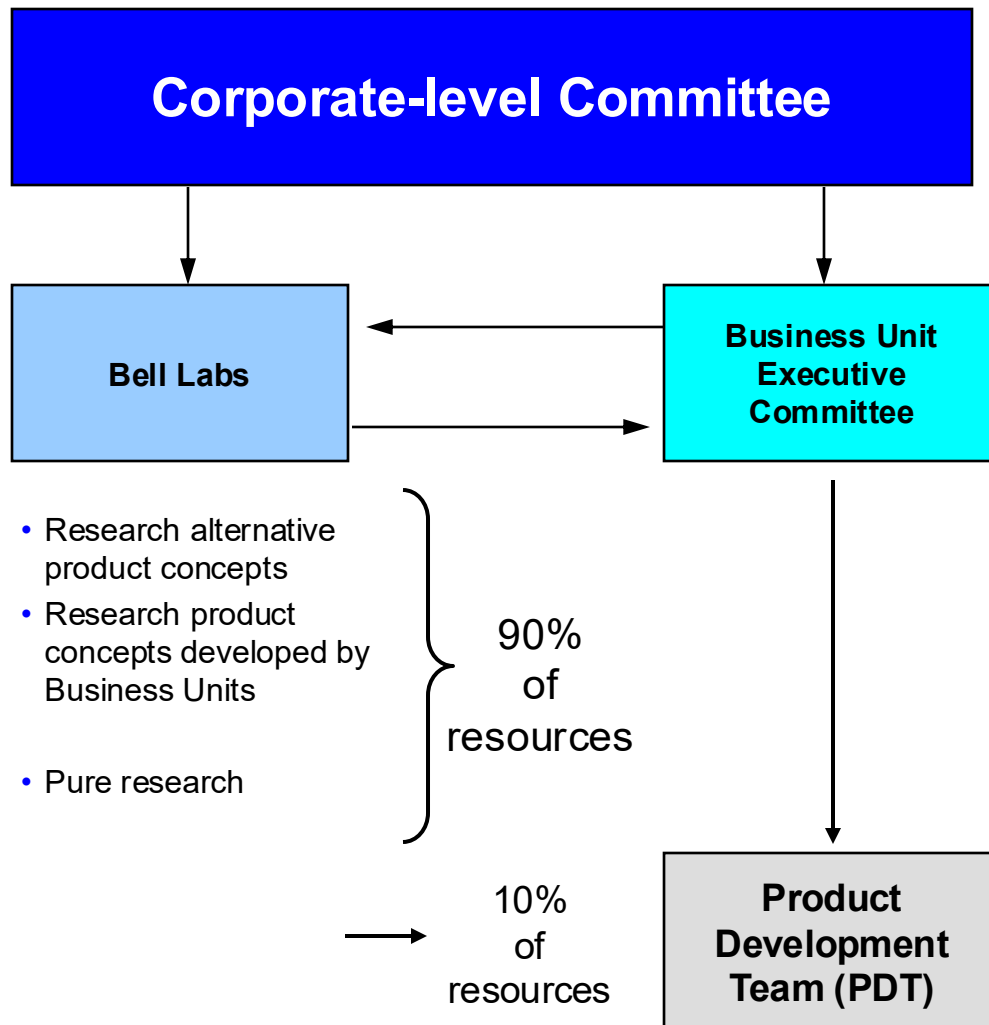 Corporate-level Committee
Bell Labs
Business Unit
Executive
Committee
• Research alternative
product concepts
• Research product
concepts developed by
Business Units
• Pure research
90%
of
resources
10%
of
resources
Product
Development
Team (PDT)